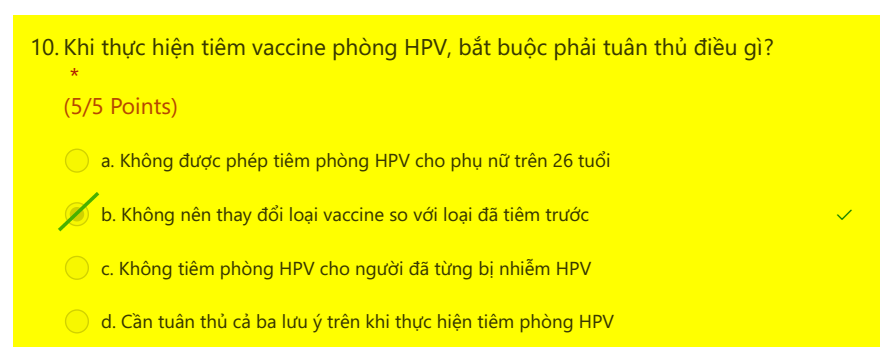 10. Khi thực hiện tiêm vaccine phòng HPV, bắt buộc phải tuân thủ điều gì?
*
(5/5 Points)
a. Không được phép tiêm phòng HPV cho phụ nữ trên 26 tuổi
b. Không nên thay đổi loại vaccine so với loại đã tiêm trước
c. Không tiêm phòng HPV cho người đã từng bị nhiễm HPV
d. Cần tuân thủ cả ba lưu ý trên khi thực hiện tiêm phòng HPV